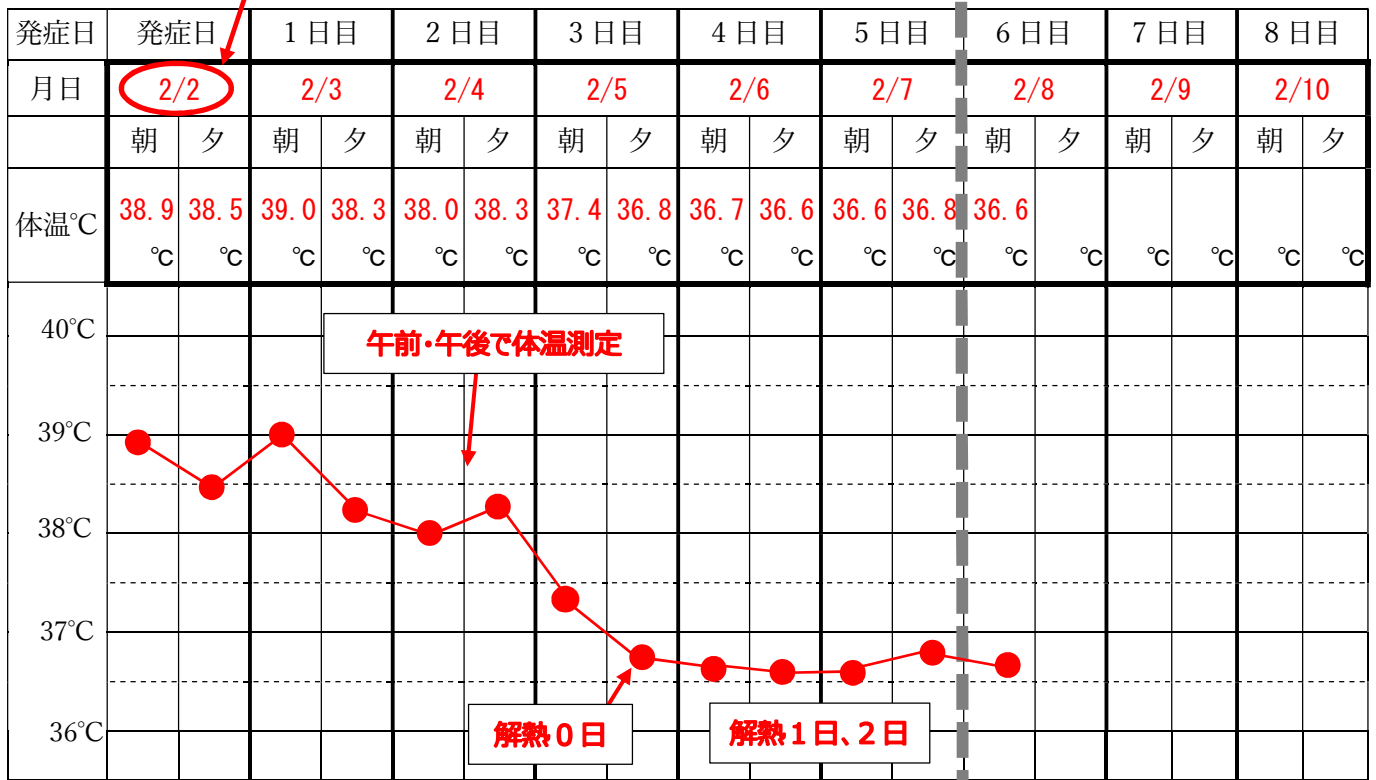 発症日 発症日 1日目 2日目 3日目 4日目 5日目 6日目 7日目 8日目
月日 2/2 2/3 2/4 2/5 2/6 2/7 2/8 2/9 2/10
朝 夕 朝 夕 朝 夕 朝 夕 朝 夕 朝 夕 朝 夕 朝 夕 朝 夕
体温℃ 38.9 38.5 39.0 38.3 38.0 38.3 37.4 36.8 36.7 36.6 36.6 36.8 36.6
℃ ℃ ℃ ℃ ℃ ℃ ℃ ℃ ℃ ℃ ℃ ℃ ℃ ℃ ℃ ℃ ℃ ℃
40℃
午前・午後で体温測定
39℃
38℃
37℃
解熱0日 解熱1日、2日
36℃